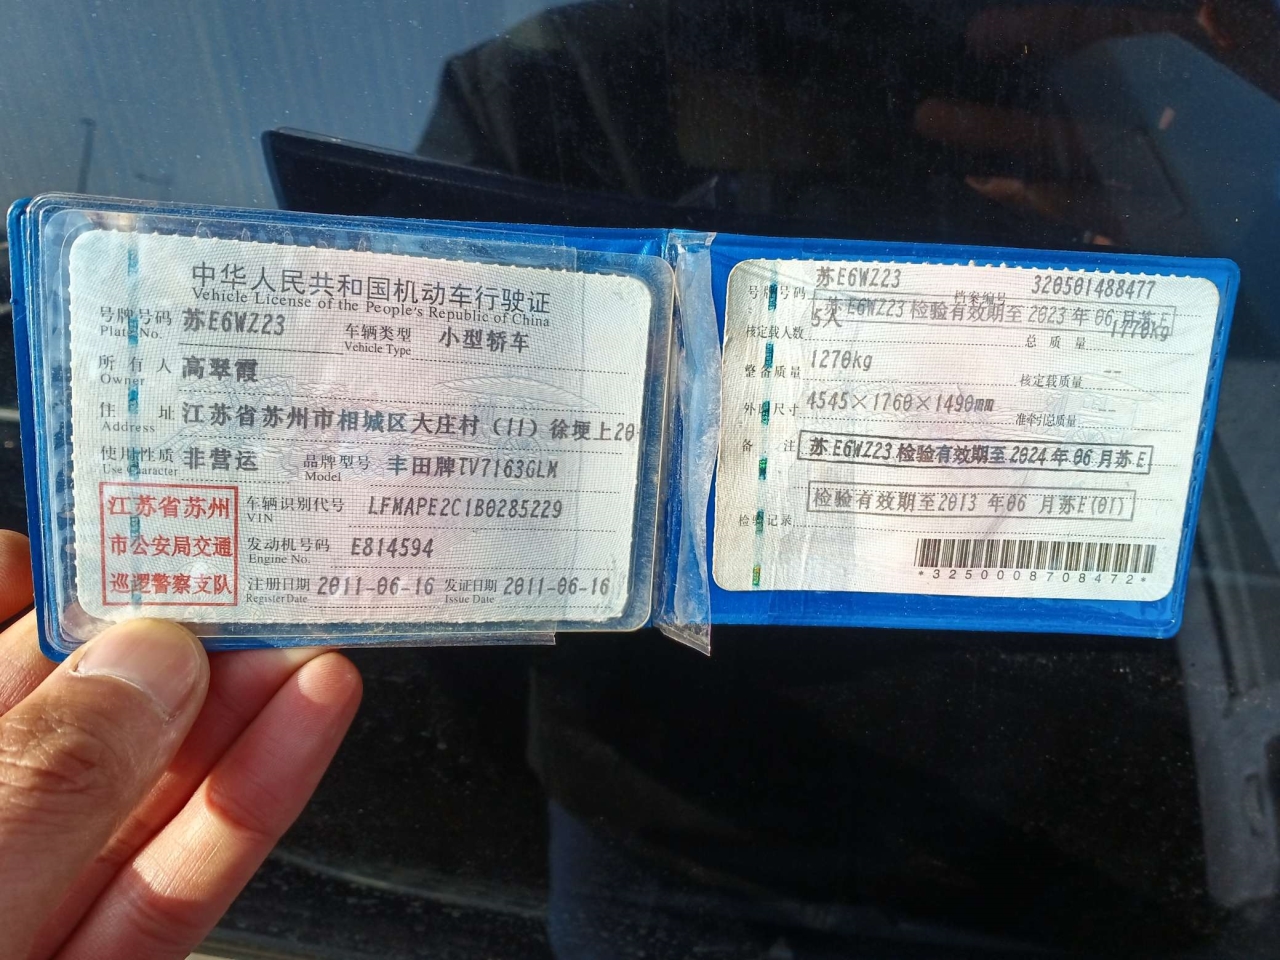 中华人民共和国机动车行驶证
Vehicle License of the People's Republic of China
号牌号码 苏E6WZ23 车辆类型 小型轿车
Plate No. Vehicle Type
所有人 高翠霞
Owner
住址 江苏省苏州市相城区大庄村(11)徐埂上20
Address
使用性质 非营运 品牌型号 丰田牌TV7163GLM
Use Character Model
江苏省苏州
市公安局交通
巡逻警察支队
车辆识别代号 LFMAPE2C1B0285229
VIN
发动机号码 E814594
Engine No.
注册日期 2011-06-16 发证日期 2011-06-16
Register Date Issue Date
号牌号码 苏E6WZ23 档案编号 320501488477
苏E6WZ23 检验有效期至 2023 年 06 月苏E
核定载人数 5人 总质量 1770kg
整备质量 1270kg 核定载质量 --
外廓尺寸 4545×1760×1490mm 准牵引总质量 --
备注 苏E6WZ23 检验有效期至 2024 年 06 月苏E
检验有效期至2013 年06 月苏E(01)
检验记录
*3250008708472*